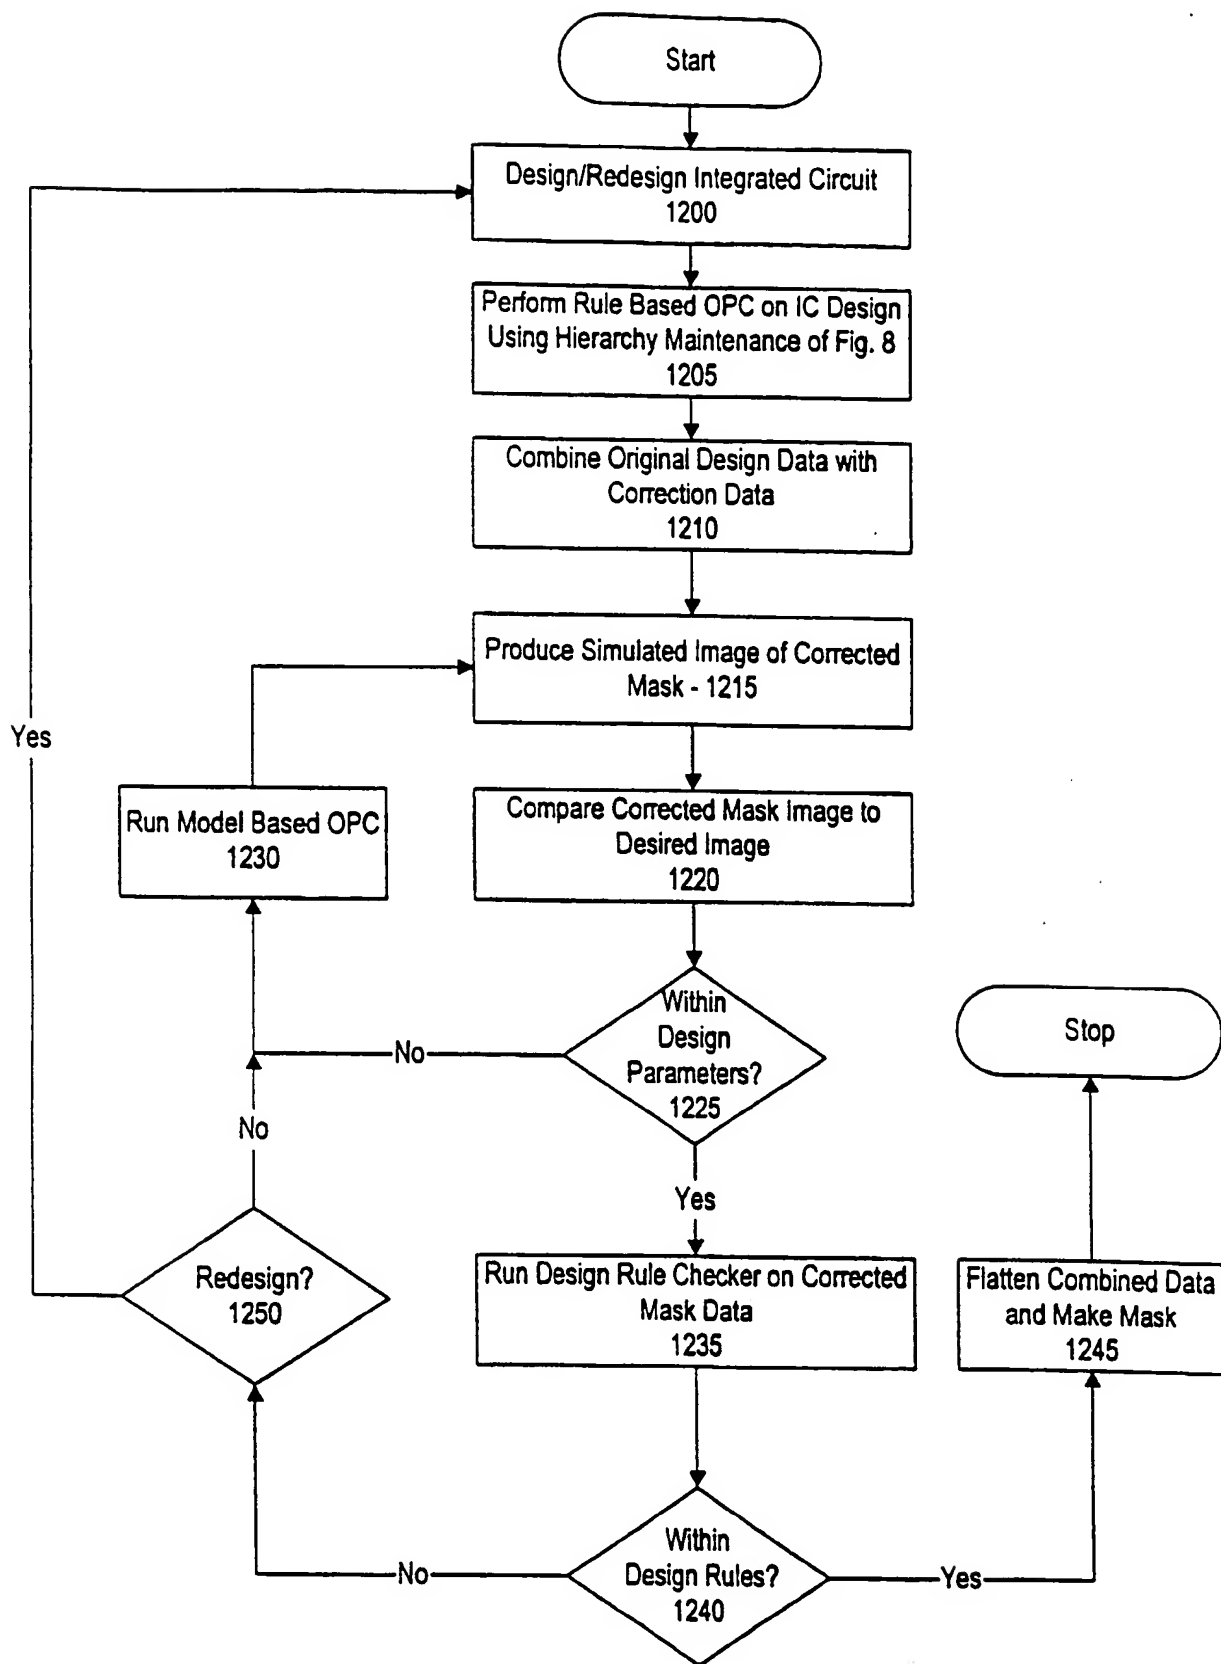 Start
Design/Redesign Integrated Circuit
1200
Perform Rule Based OPC on IC Design
Using Hierarchy Maintenance of Fig. 8
1205
Combine Original Design Data with
Correction Data
1210
Produce Simulated Image of Corrected
Mask - 1215
Yes
Run Model Based OPC
1230
Compare Corrected Mask Image to
Desired Image
1220
Within
Design
Parameters?
1225
No
Stop
No
Yes
Redesign?
1250
Run Design Rule Checker on Corrected
Mask Data
1235
Flatten Combined Data
and Make Mask
1245
Within
Design Rules?
1240
No
Yes